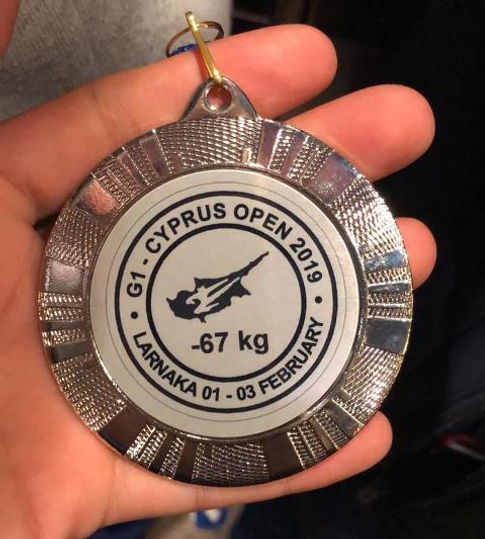 G1 - CYPRUS OPEN 2019
-67 kg
LARNAKA 01 - 03 FEBRUARY